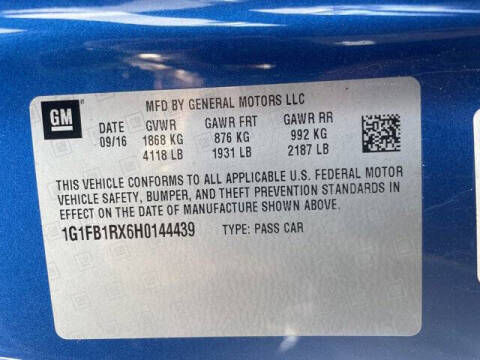 GM
MFD BY GENERAL MOTORS LLC
DATE GVWR GAWR FRT GAWR RR
09/16 1868 KG 876 KG 992 KG
4118 LB 1931 LB 2187 LB
THIS VEHICLE CONFORMS TO ALL APPLICABLE U.S. FEDERAL MOTOR
VEHICLE SAFETY, BUMPER, AND THEFT PREVENTION STANDARDS IN
EFFECT ON THE DATE OF MANUFACTURE SHOWN ABOVE.
1G1FB1RX6H0144439 TYPE: PASS CAR